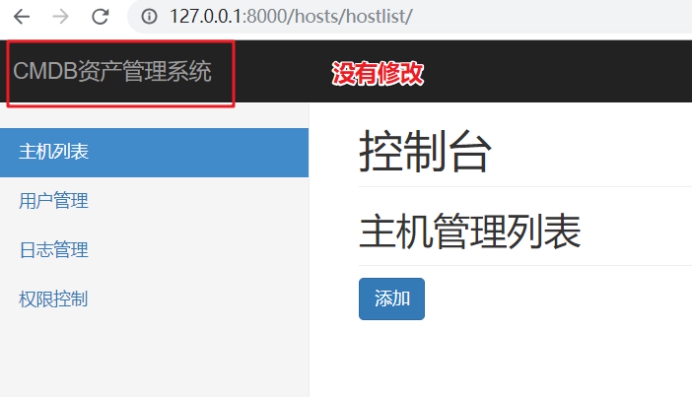 127.0.0.1:8000/hosts/hostlist/
CMDB资产管理系统
没有修改
主机列表
用户管理
日志管理
权限控制
控制台
主机管理列表
添加